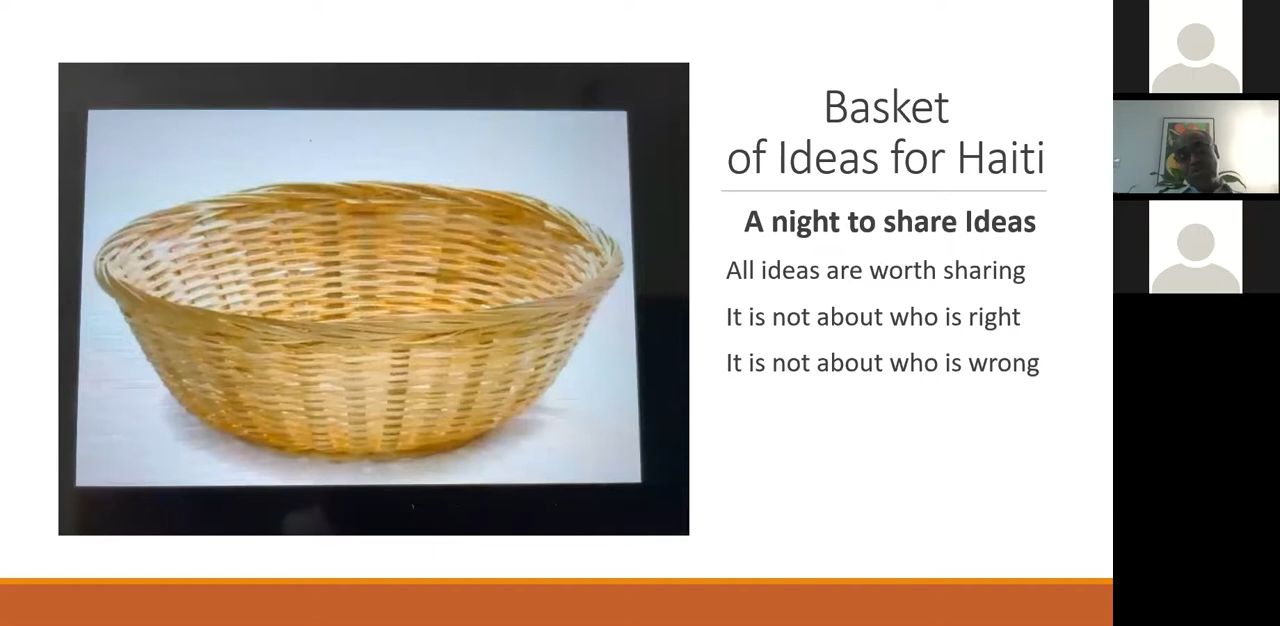 Basket
of Ideas for Haiti
A night to share Ideas
All ideas are worth sharing
It is not about who is right
It is not about who is wrong